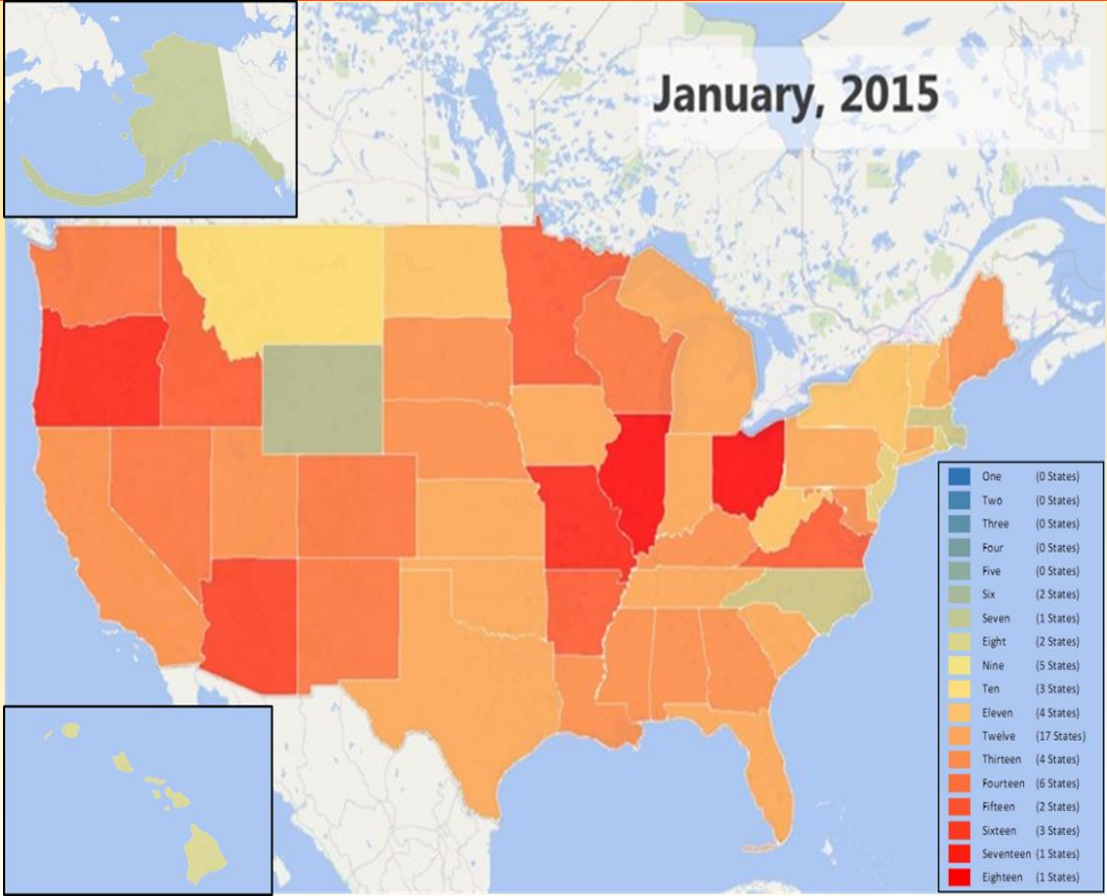 January, 2015
One (0 States)
Two (0 States)
Three (0 States)
Four (0 States)
Five (0 States)
Six (2 States)
Seven (1 States)
Eight (2 States)
Nine (5 States)
Ten (3 States)
Eleven (4 States)
Twelve (17 States)
Thirteen (4 States)
Fourteen (6 States)
Fifteen (2 States)
Sixteen (3 States)
Seventeen (1 States)
Eighteen (1 States)